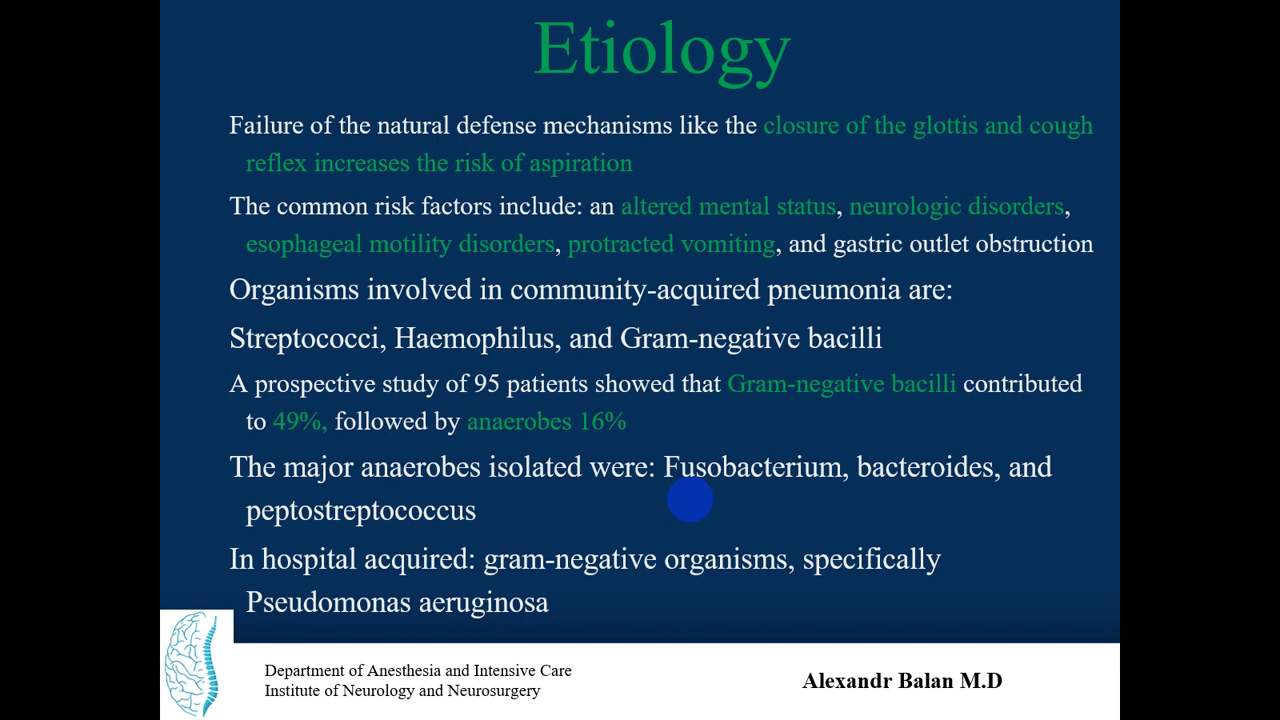 Etiology
Failure of the natural defense mechanisms like the closure of the glottis and cough
reflex increases the risk of aspiration
The common risk factors include: an altered mental status, neurologic disorders,
esophageal motility disorders, protracted vomiting, and gastric outlet obstruction
Organisms involved in community-acquired pneumonia are:
Streptococci, Haemophilus, and Gram-negative bacilli
A prospective study of 95 patients showed that Gram-negative bacilli contributed
to 49%, followed by anaerobes 16%
The major anaerobes isolated were: Fusobacterium, bacteroides, and
peptostreptococcus
In hospital acquired: gram-negative organisms, specifically
Pseudomonas aeruginosa
Department of Anesthesia and Intensive Care
Institute of Neurology and Neurosurgery
Alexandr Balan M.D